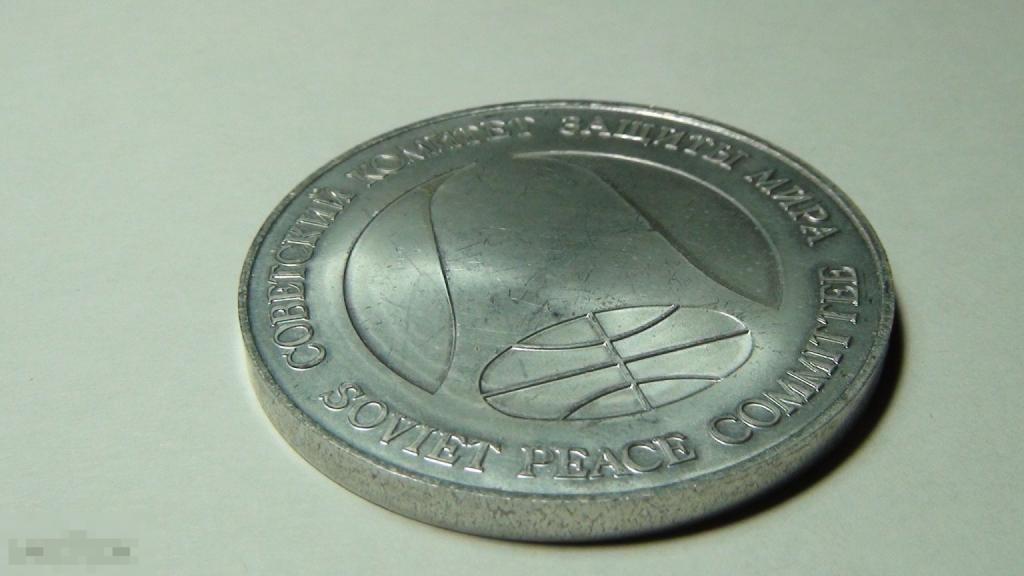 СОВЕТСКИЙ КОМИТЕТ ЗАЩИТЫ МИРА
SOVIET PEACE COMMITTEE